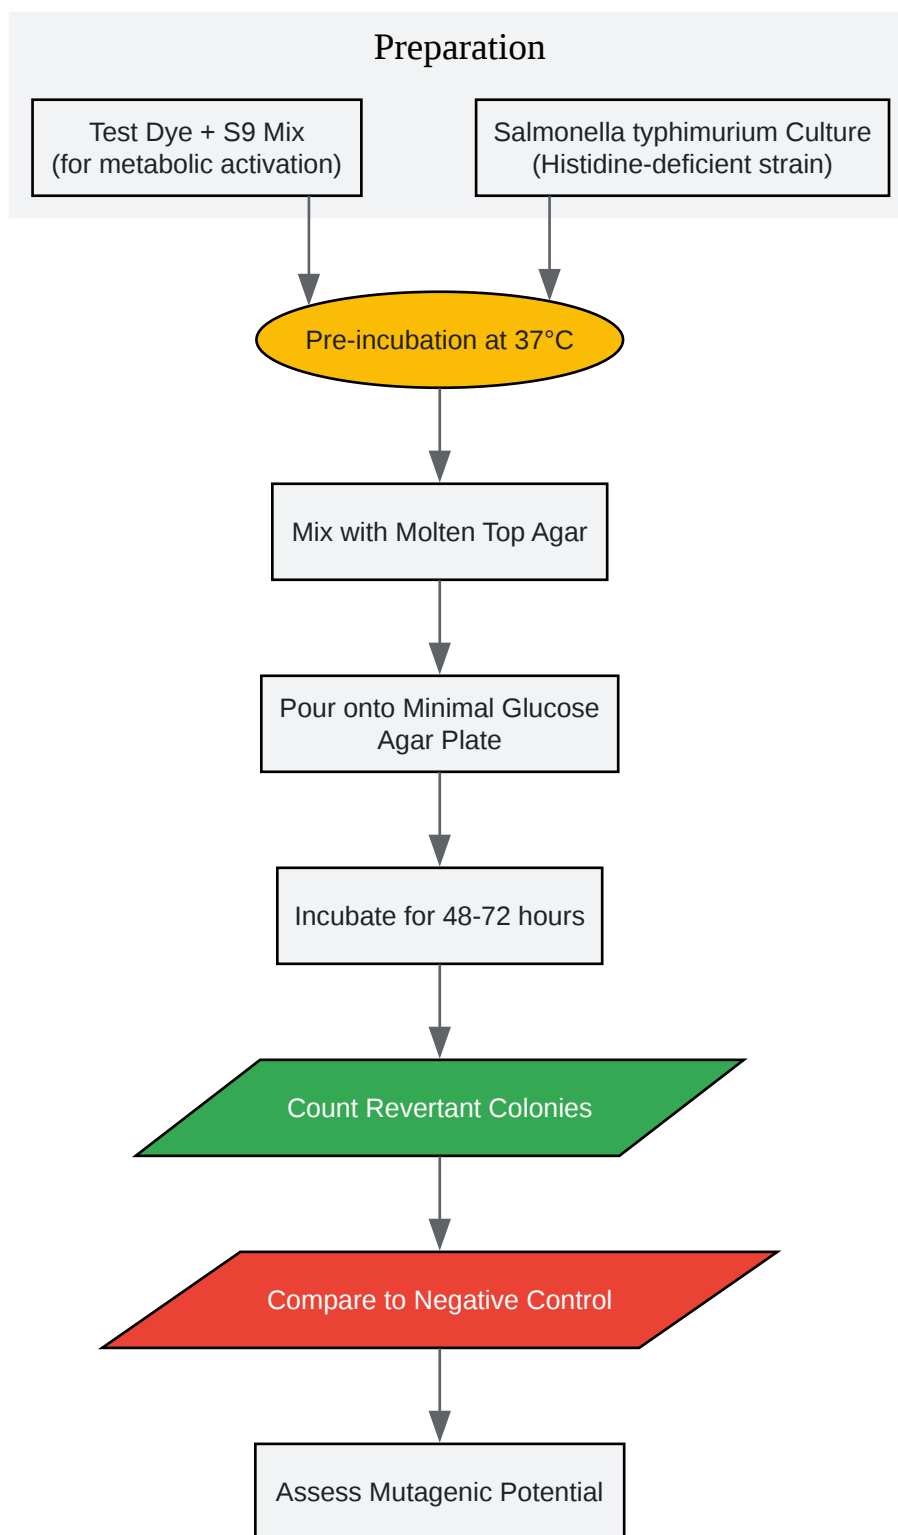 Preparation
Test Dye + S9 Mix
(for metabolic activation)
Salmonella typhimurium Culture
(Histidine-deficient strain)
Pre-incubation at 37°C
Mix with Molten Top Agar
Pour onto Minimal Glucose
Agar Plate
Incubate for 48-72 hours
Count Revertant Colonies
Compare to Negative Control
Assess Mutagenic Potential